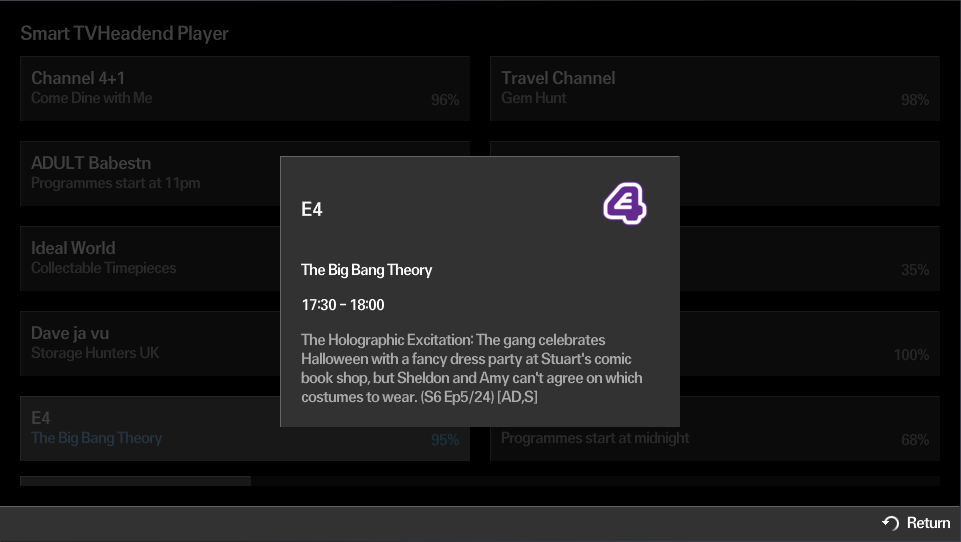 Smart TVHeadend Player
Channel 4+1
Come Dine with Me
96%
Travel Channel
Gem Hunt
98%
ADULT Babestn
Programmes start at 11pm
Ideal World
Collectable Timepieces
35%
Dave ja vu
Storage Hunters UK
100%
E4
The Big Bang Theory
95%
Programmes start at midnight
68%
E4
The Big Bang Theory
17:30 - 18:00
The Holographic Excitation: The gang celebrates
Halloween with a fancy dress party at Stuart's comic
book shop, but Sheldon and Amy can't agree on which
costumes to wear. (S6 Ep5/24) [AD,S]
Return